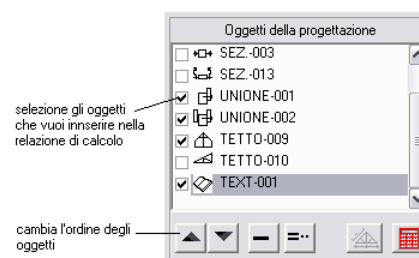 Oggetti della progettazione
SEZ.-003
SEZ.-013
selezione gli oggetti
che vuoi innserire nella
relazione di calcolo
UNIONE-001
UNIONE-002
TETTO-009
TETTO-010
TEXT-001
cambia l'ordine degli
oggetti